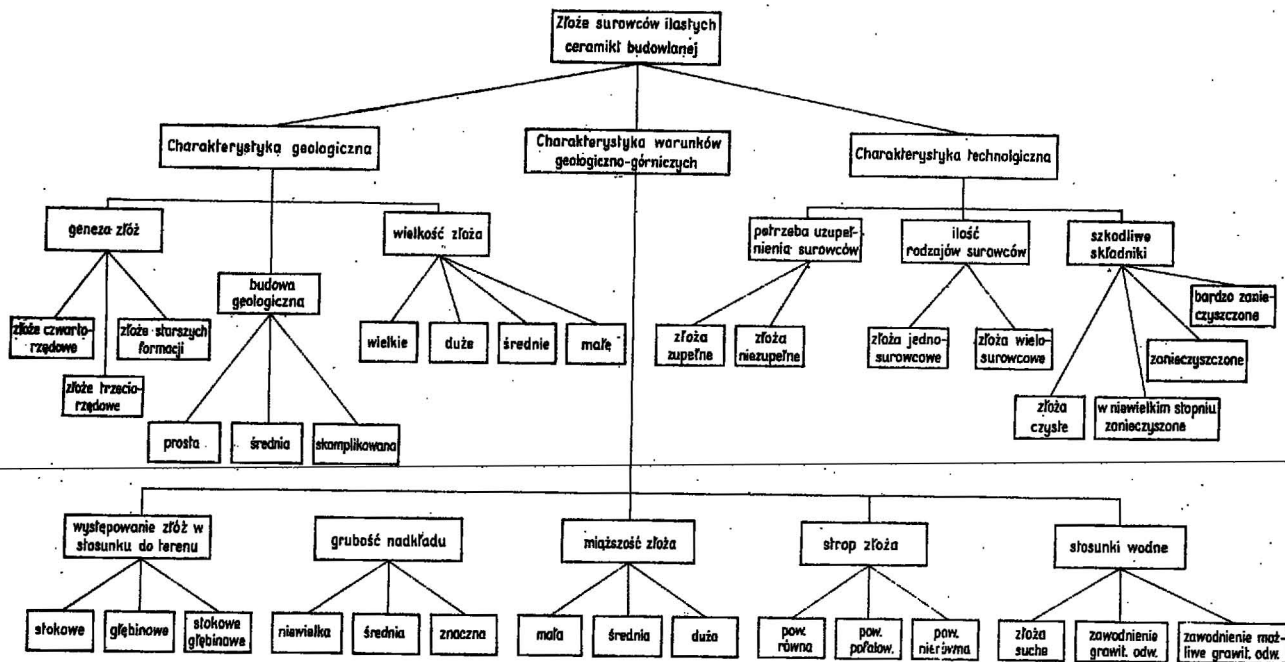 Złoże surowców ilastych
ceramiki budowlanej
Charakterystyka geologiczna
Charakterystyka warunków
geologiczno-górniczych
Charakterystyka technolgiczna
geneza złóż
budowa
geologiczna
wielkość złoża
potrzeba uzupeł-
nienia surowców
ilość
rodzajów surowców
szkodliwe
składniki
złoże czwarto-
rzędowe
złoże trzecio-
rzędowe
złoże starszych
formacji
prosta
średnia
skomplikowana
wielkie
duże
średnie
małe
złoża
zupełne
złoża
niezupełne
złoża jedno-
surowcowe
złoża wielo-
surowcowe
złoża
czyste
w niewielkim stopniu
zanieczyszone
zanieczyszczone
bardzo zanie-
czyszczone
występowanie złóż w
stosunku do terenu
grubość nadkładu
miąższość złoża
strop złoża
stosunki wodne
stokowe
głębinowe
stokowe
głębinowe
niewielka
średnia
znaczna
mała
średnia
duża
pow.
równa
pow.
pofałow.
pow.
nierówna
złoża
suche
zawodnienie
grawit. odw.
zawodnienie moż-
liwe grawit. odw.